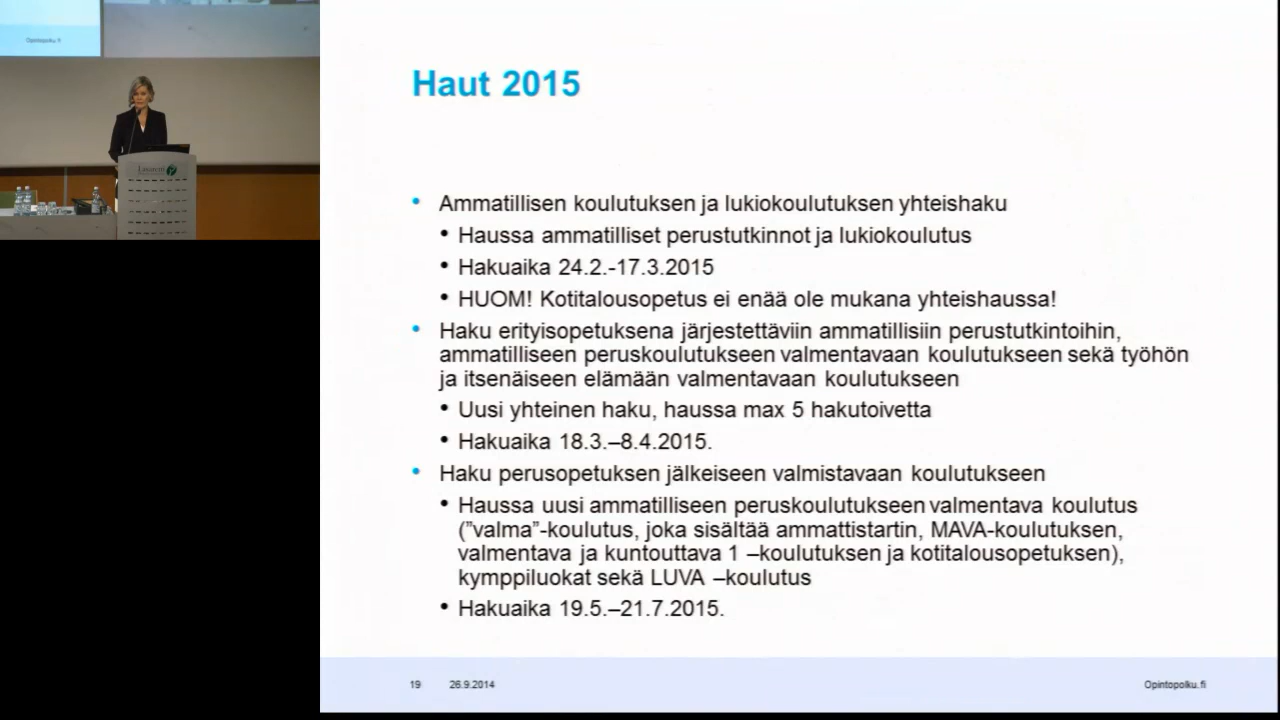 Opintopolku.fi
Haut 2015
• Ammatillisen koulutuksen ja lukiokoulutuksen yhteishaku
• Haussa ammatilliset perustutkinnot ja lukiokoulutus
• Hakuaika 24.2.-17.3.2015
• HUOM! Kotitalousopetus ei enää ole mukana yhteishaussa!
• Haku erityisopetuksena järjestettäviin ammatillisiin perustutkintoihin,
ammatilliseen peruskoulutukseen valmentavaan koulutukseen sekä työhön
ja itsenäiseen elämään valmentavaan koulutukseen
• Uusi yhteinen haku, haussa max 5 hakutoivetta
• Hakuaika 18.3.–8.4.2015.
• Haku perusopetuksen jälkeiseen valmistavaan koulutukseen
• Haussa uusi ammatilliseen peruskoulutukseen valmentava koulutus
(”valma”-koulutus, joka sisältää ammattistartin, MAVA-koulutuksen,
valmentava ja kuntouttava 1 –koulutuksen ja kotitalousopetuksen),
kymppiluokat sekä LUVA –koulutus
• Hakuaika 19.5.–21.7.2015.
19 26.9.2014 Opintopolku.fi